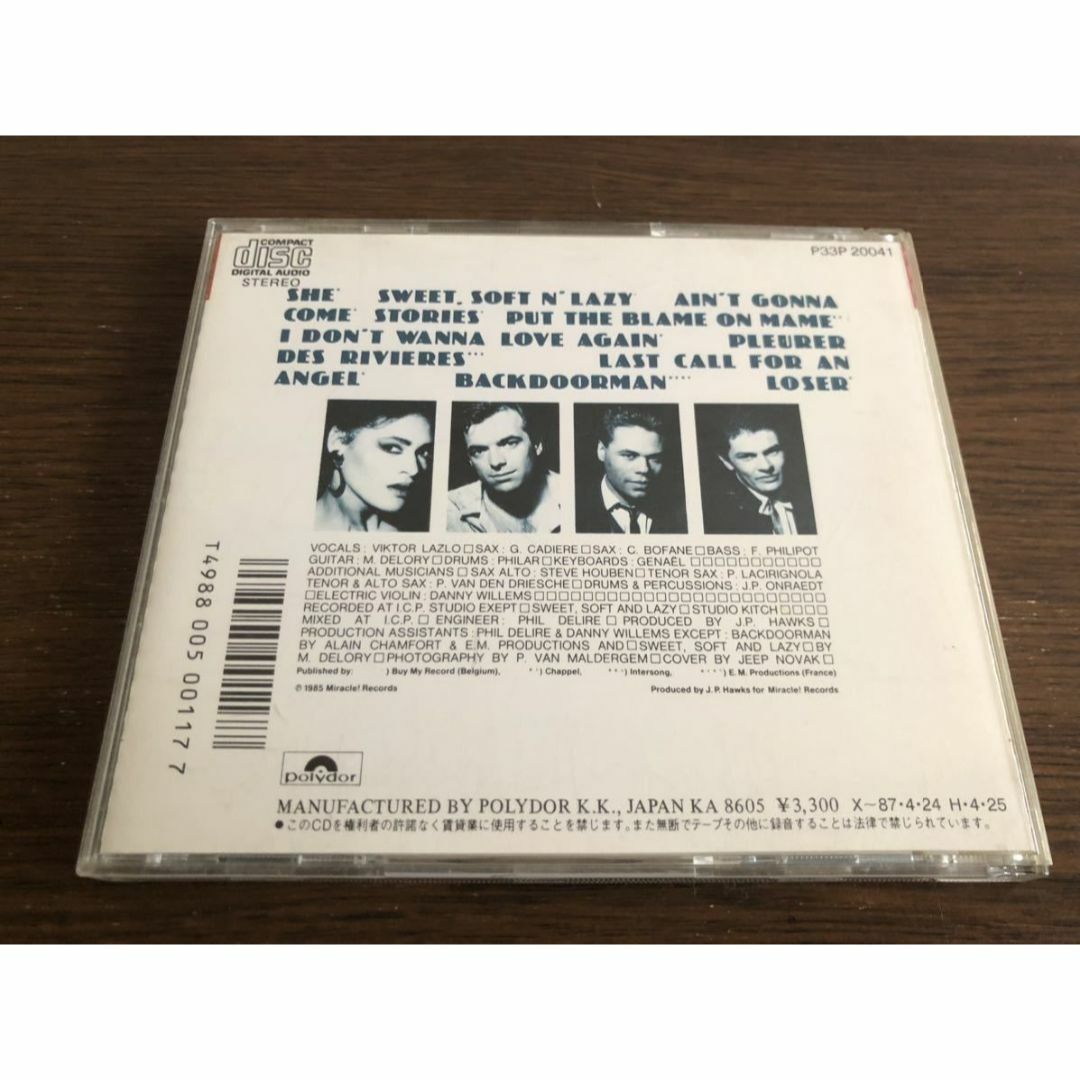 COMPACT
disc
DIGITAL AUDIO
STEREO
P33P 20041
SHE* SWEET, SOFT N' LAZY* AIN'T GONNA
COME* STORIES* PUT THE BLAME ON MAME**
I DON'T WANNA LOVE AGAIN* PLEURER
DES RIVIERES*** LAST CALL FOR AN
ANGEL* BACKDOORMAN**** LOSER*
VOCALS : VIKTOR LAZLO□SAX : G. CADIERE□SAX : C. BOFANE□BASS : F. PHILIPOT
GUITAR : M. DELORY□DRUMS : PHILAR□KEYBOARDS : GENAËL□□□□□□□□□□□
ADDITIONAL MUSICIANS□SAX ALTO : STEVE HOUBEN□TENOR SAX : P. LACIRIGNOLA
TENOR & ALTO SAX : P. VAN DEN DRIESCHE□DRUMS & PERCUSSIONS : J.P. ONRAEDT
□ELECTRIC VIOLIN : DANNY WILLEMS□□□□□□□□□□□□□□□□□□□□□□
RECORDED AT I.C.P. STUDIO EXEPT□SWEET, SOFT AND LAZY□STUDIO KITCH□□□□
MIXED AT I.C.P.□ENGINEER : PHIL DELIRE□PRODUCED BY J.P. HAWKS□□□□□
PRODUCTION ASSISTANTS : PHIL DELIRE & DANNY WILLEMS EXCEPT : BACKDOORMAN
BY ALAIN CHAMFORT & E.M. PRODUCTIONS AND□SWEET, SOFT AND LAZY□BY
M. DELORY□PHOTOGRAPHY BY P. VAN MALDERGEM□COVER BY JEEP NOVAK□
Published by: *) Buy My Record (Belgium), **) Chappel, ***) Intersong, ****) E.M. Productions (France)
© 1985 Miracle! Records Produced by J.P. Hawks for Miracle! Records
T4988 005 00117 7
polydor
MANUFACTURED BY POLYDOR K.K., JAPAN KA 8605 ¥3,300 X〜87・4・24 H・4・25
●このCDを権利者の許諾なく賃貸業に使用することを禁じます。また無断でテープその他に録音することは法律で禁じられています。